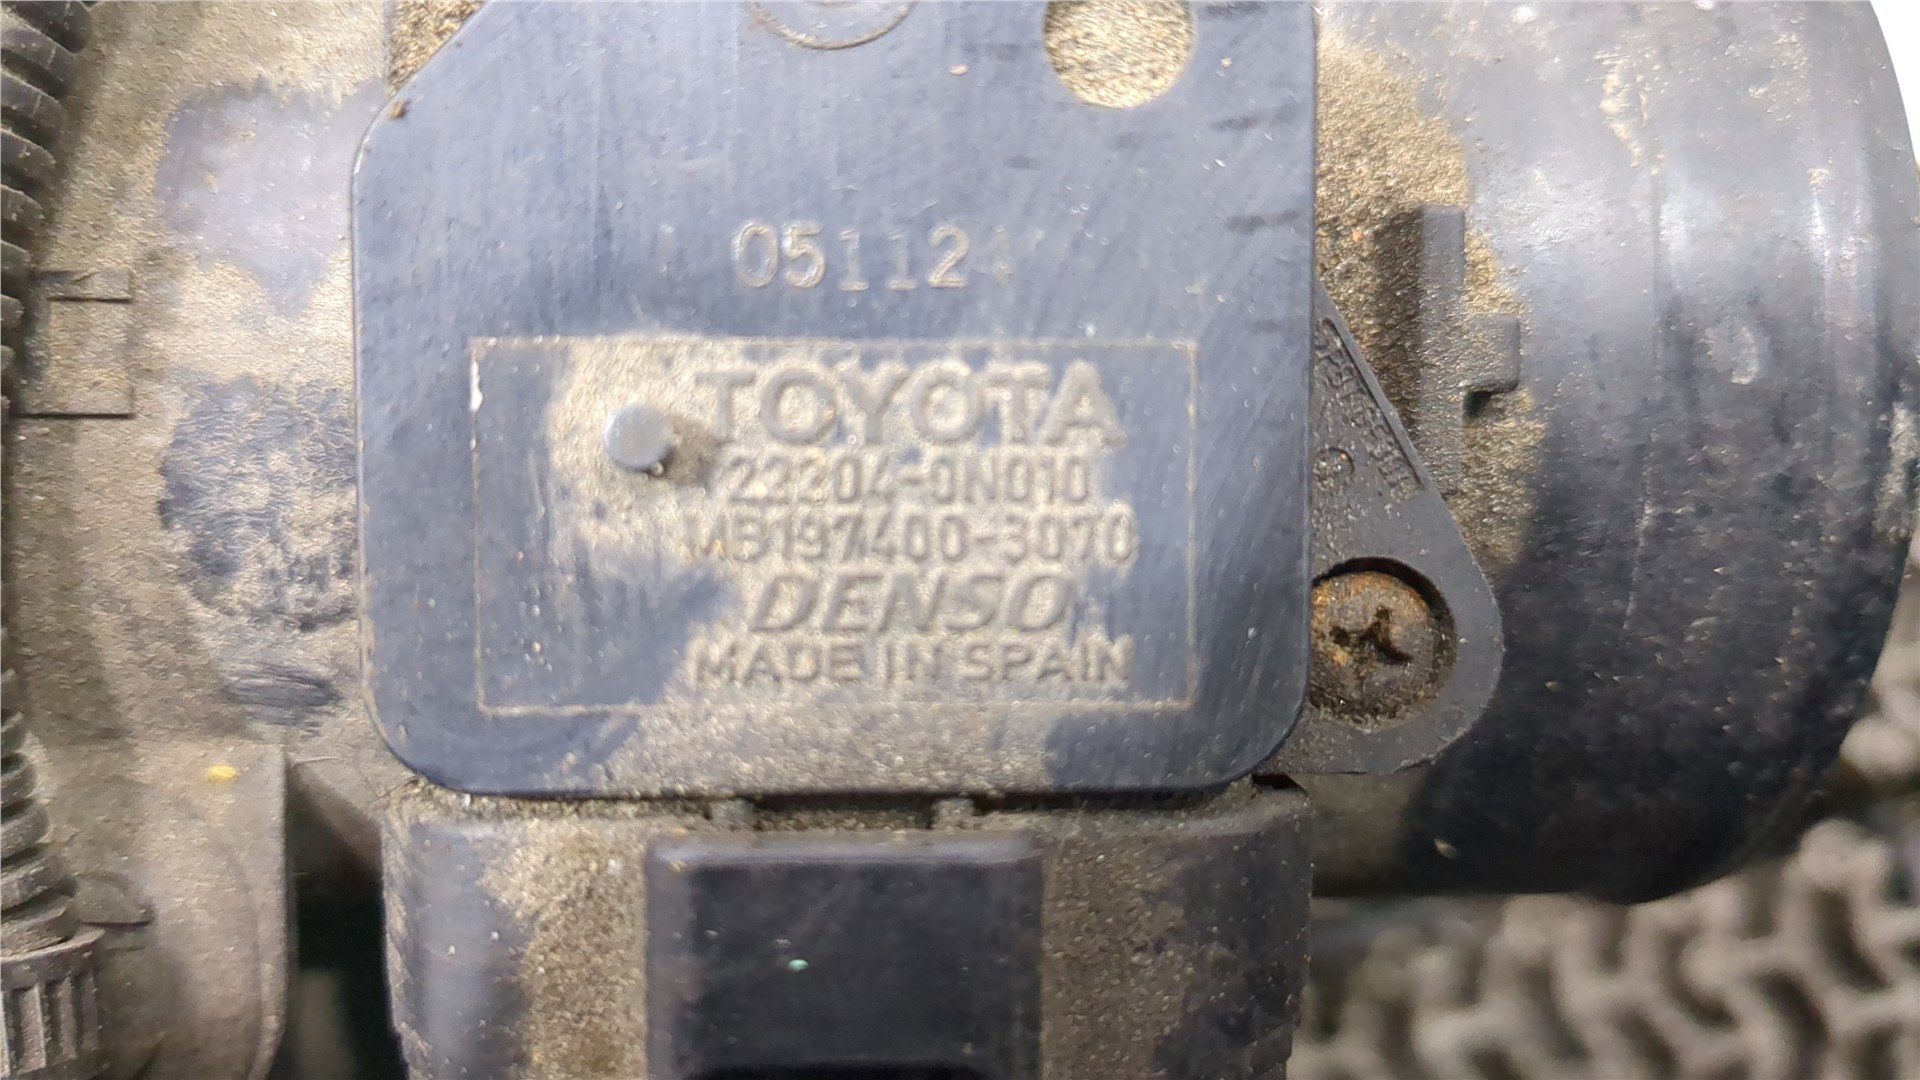 051124
TOYOTA
22204-0N010
MB197400-3070
DENSO
MADE IN SPAIN